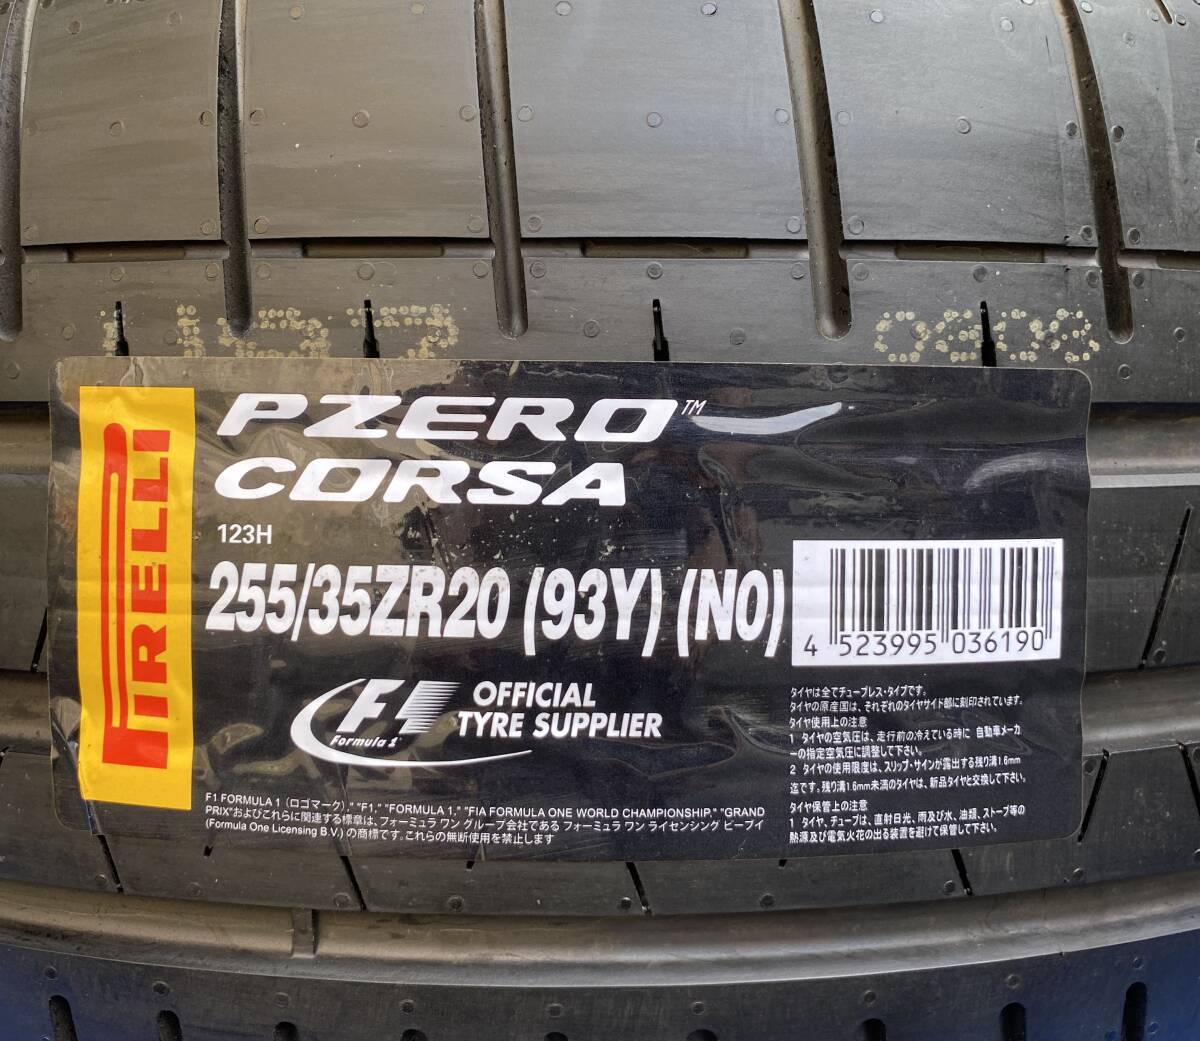 PZERO™
CORSA
PIRELLI
123H
255/35ZR20 (93Y) (N0)
4 523995 036190
F1
Formula 1
OFFICIAL
TYRE SUPPLIER
F1 FORMULA 1 (ロゴマーク)," "F1," "FORMULA 1," "FIA FORMULA ONE WORLD CHAMPIONSHIP," "GRAND
PRIX"およびこれらに関連する標章は、フォーミュラ ワン グループ会社である フォーミュラ ワン ライセンシング ビーブイ
(Formula One Licensing B.V.) の商標です。これらの無断使用を禁止します
タイヤは全てチューブレス・タイプです。
タイヤの原産国は、それぞれのタイヤサイド部に刻印されています。
タイヤ使用上の注意
1 タイヤの空気圧は、走行前の冷えている時に 自動車メーカ
ーの指定空気圧に調整して下さい。
2 タイヤの使用限度は、スリップ・サインが露出する残り溝1.6mm
迄です。残り溝1.6mm未満のタイヤは、新品タイヤと交換して下さい。
タイヤ保管上の注意
1 タイヤ、チューブは、直射日光、雨及び水、油類、ストーブ等の
熱源及び電気火花の出る装置を避けて保管して下さい。